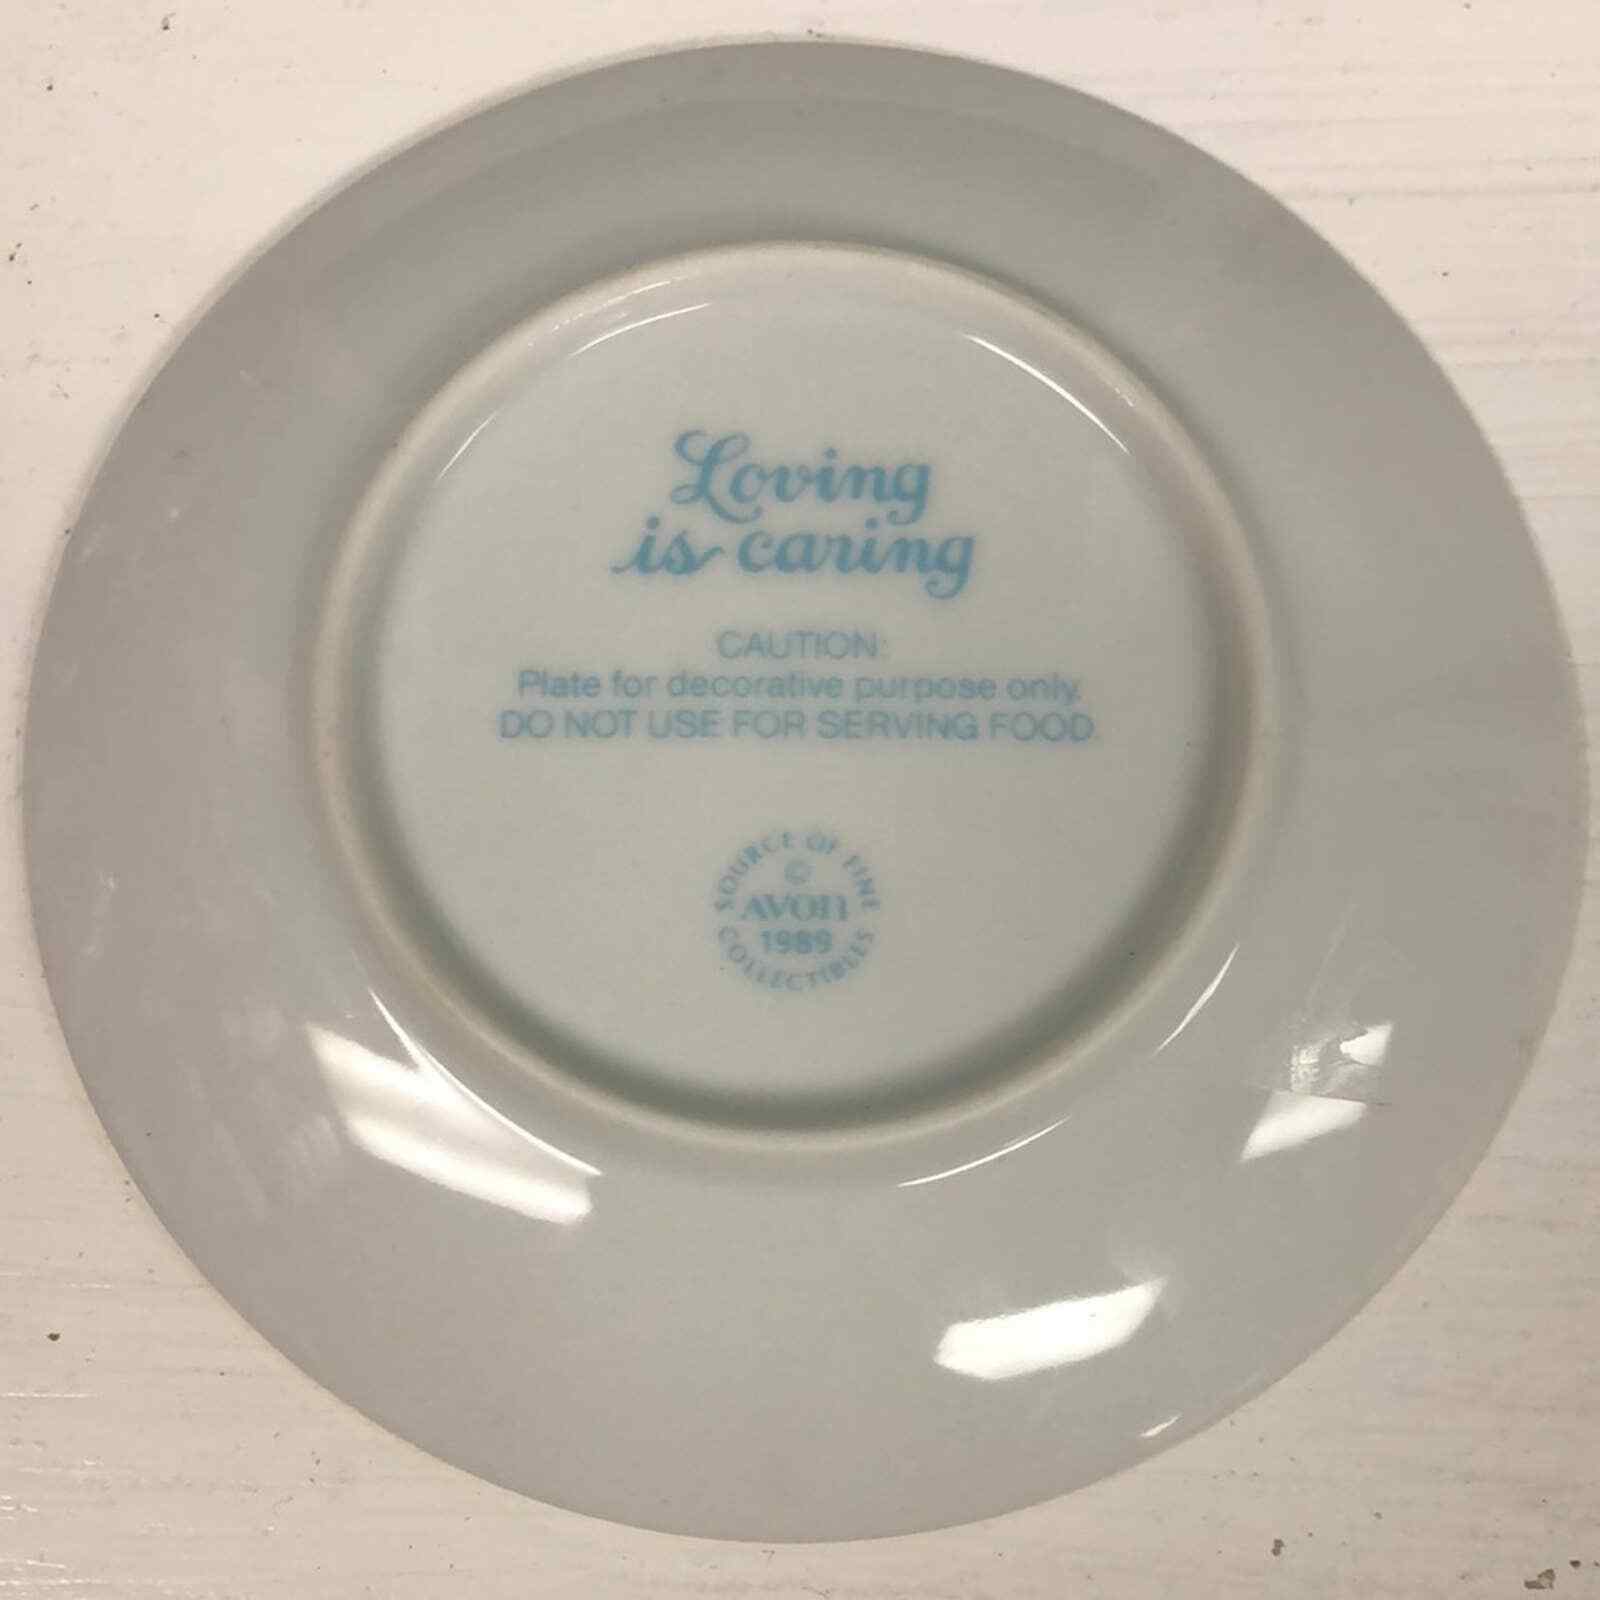 Loving
is caring
CAUTION:
Plate for decorative purpose only.
DO NOT USE FOR SERVING FOOD.
SOURCE OF FINE
©
AVON
1989
COLLECTIBLES